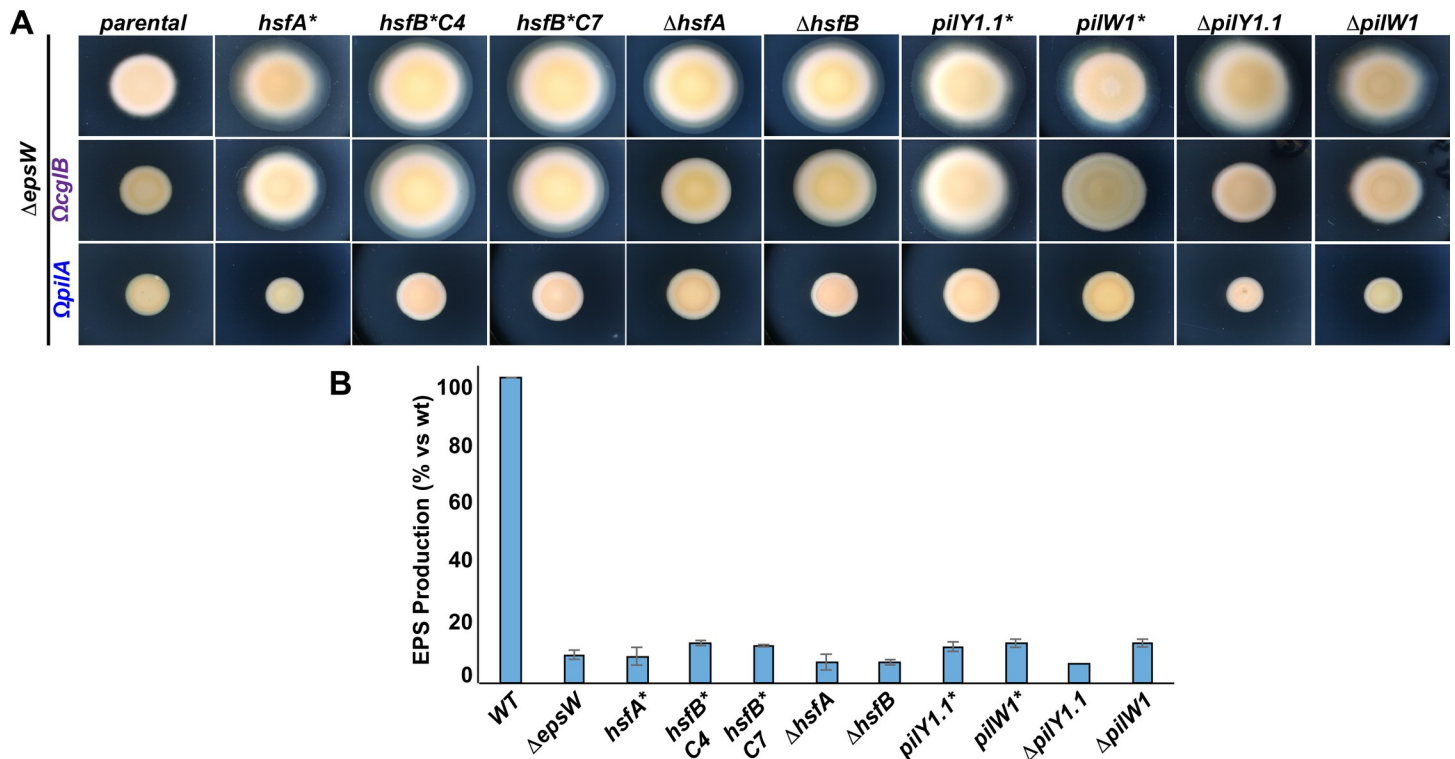 A
parental hsfA* hsfB*C4 hsfB*C7 ΔhsfA ΔhsfB pilY1.1* pilW1* ΔpilY1.1 ΔpilW1
ΔepsW
ΩcglB
ΩpilA
B
EPS Production (% vs wt)
100
80
60
40
20
0
WT
ΔepsW
hsfA*
hsfB*
C4
hsfB*
C7
ΔhsfA
ΔhsfB
pilY1.1*
pilW1*
ΔpilY1.1
ΔpilW1